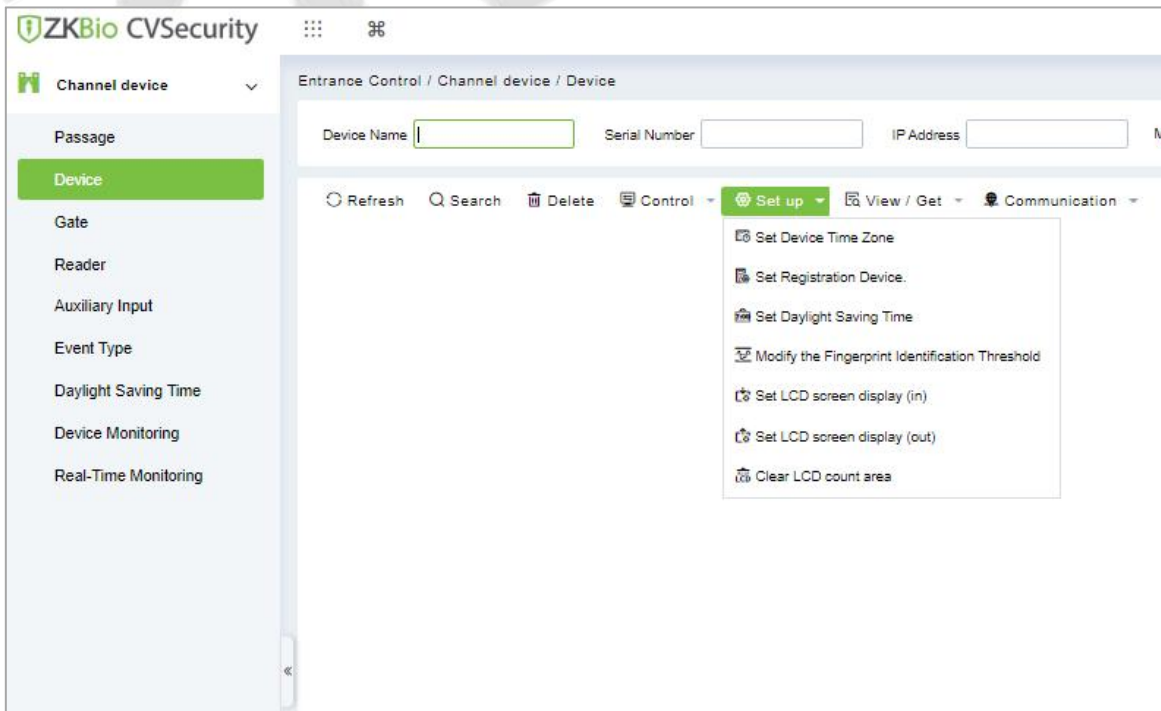 ZKBio CVSecurity
Channel device
Entrance Control / Channel device / Device
Passage
Device
Gate
Reader
Auxiliary Input
Event Type
Daylight Saving Time
Device Monitoring
Real-Time Monitoring
Device Name Serial Number IP Address
Refresh Search Delete Control Set up View / Get Communication
Set Device Time Zone
Set Registration Device.
Set Daylight Saving Time
Modify the Fingerprint Identification Threshold
Set LCD screen display (in)
Set LCD screen display (out)
Clear LCD count area